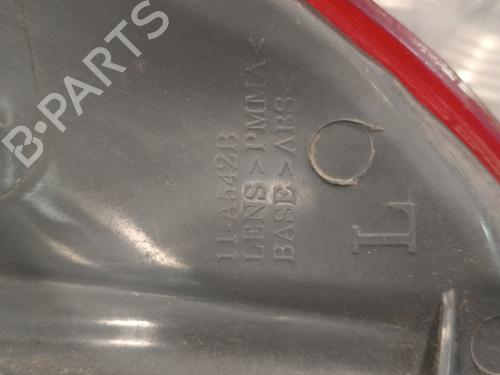 B-PARTS
11-A542B
LENS>PMMA<
BASE>ABS<
L